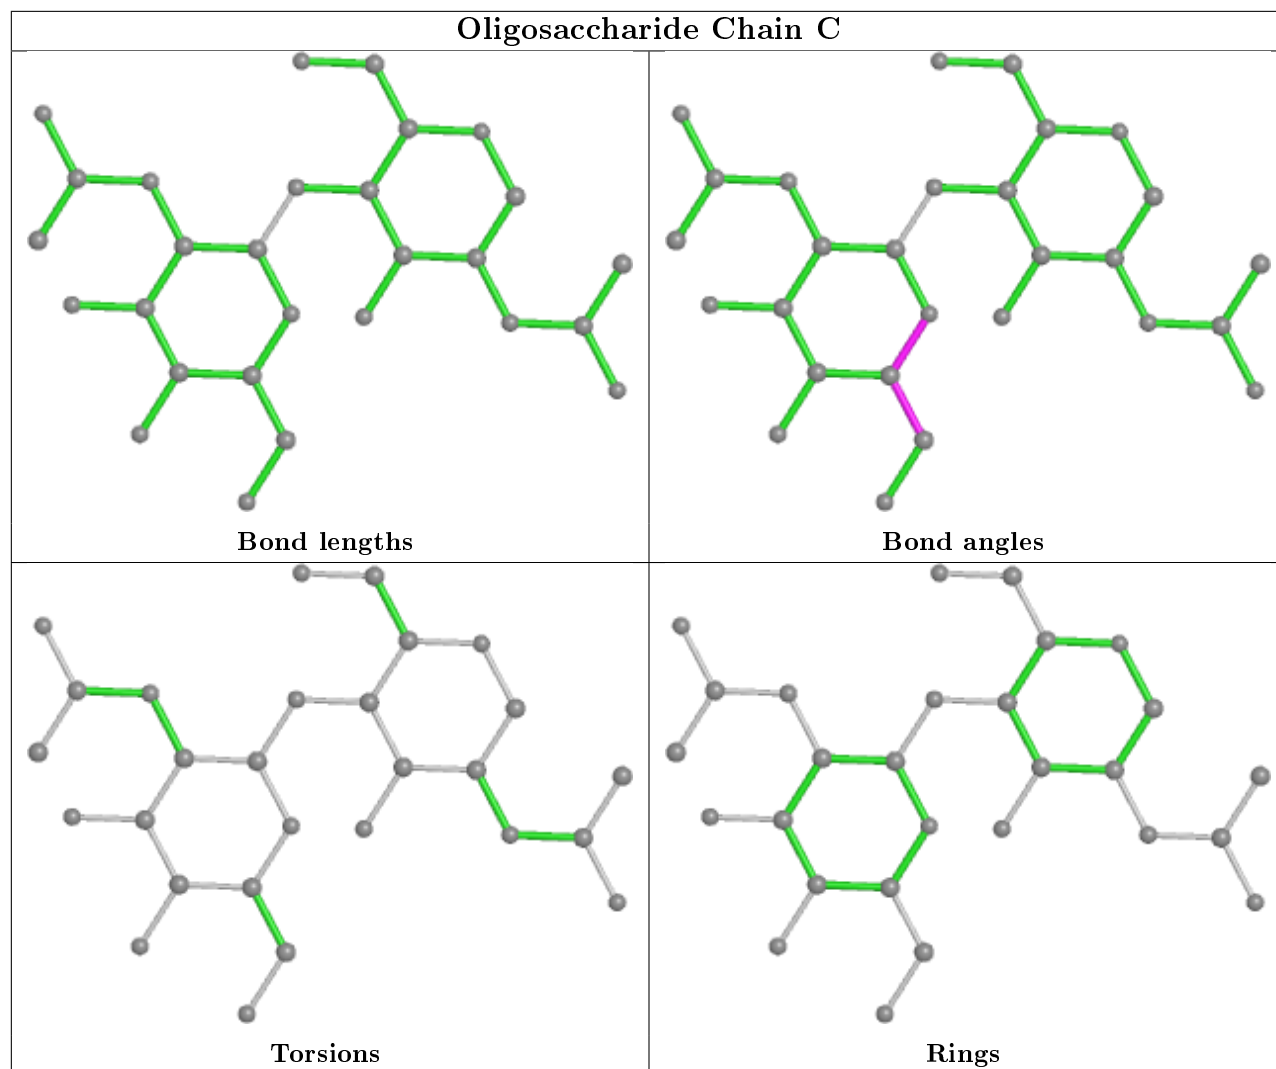 Oligosaccharide Chain C
Bond lengths
Bond angles
Torsions
Rings